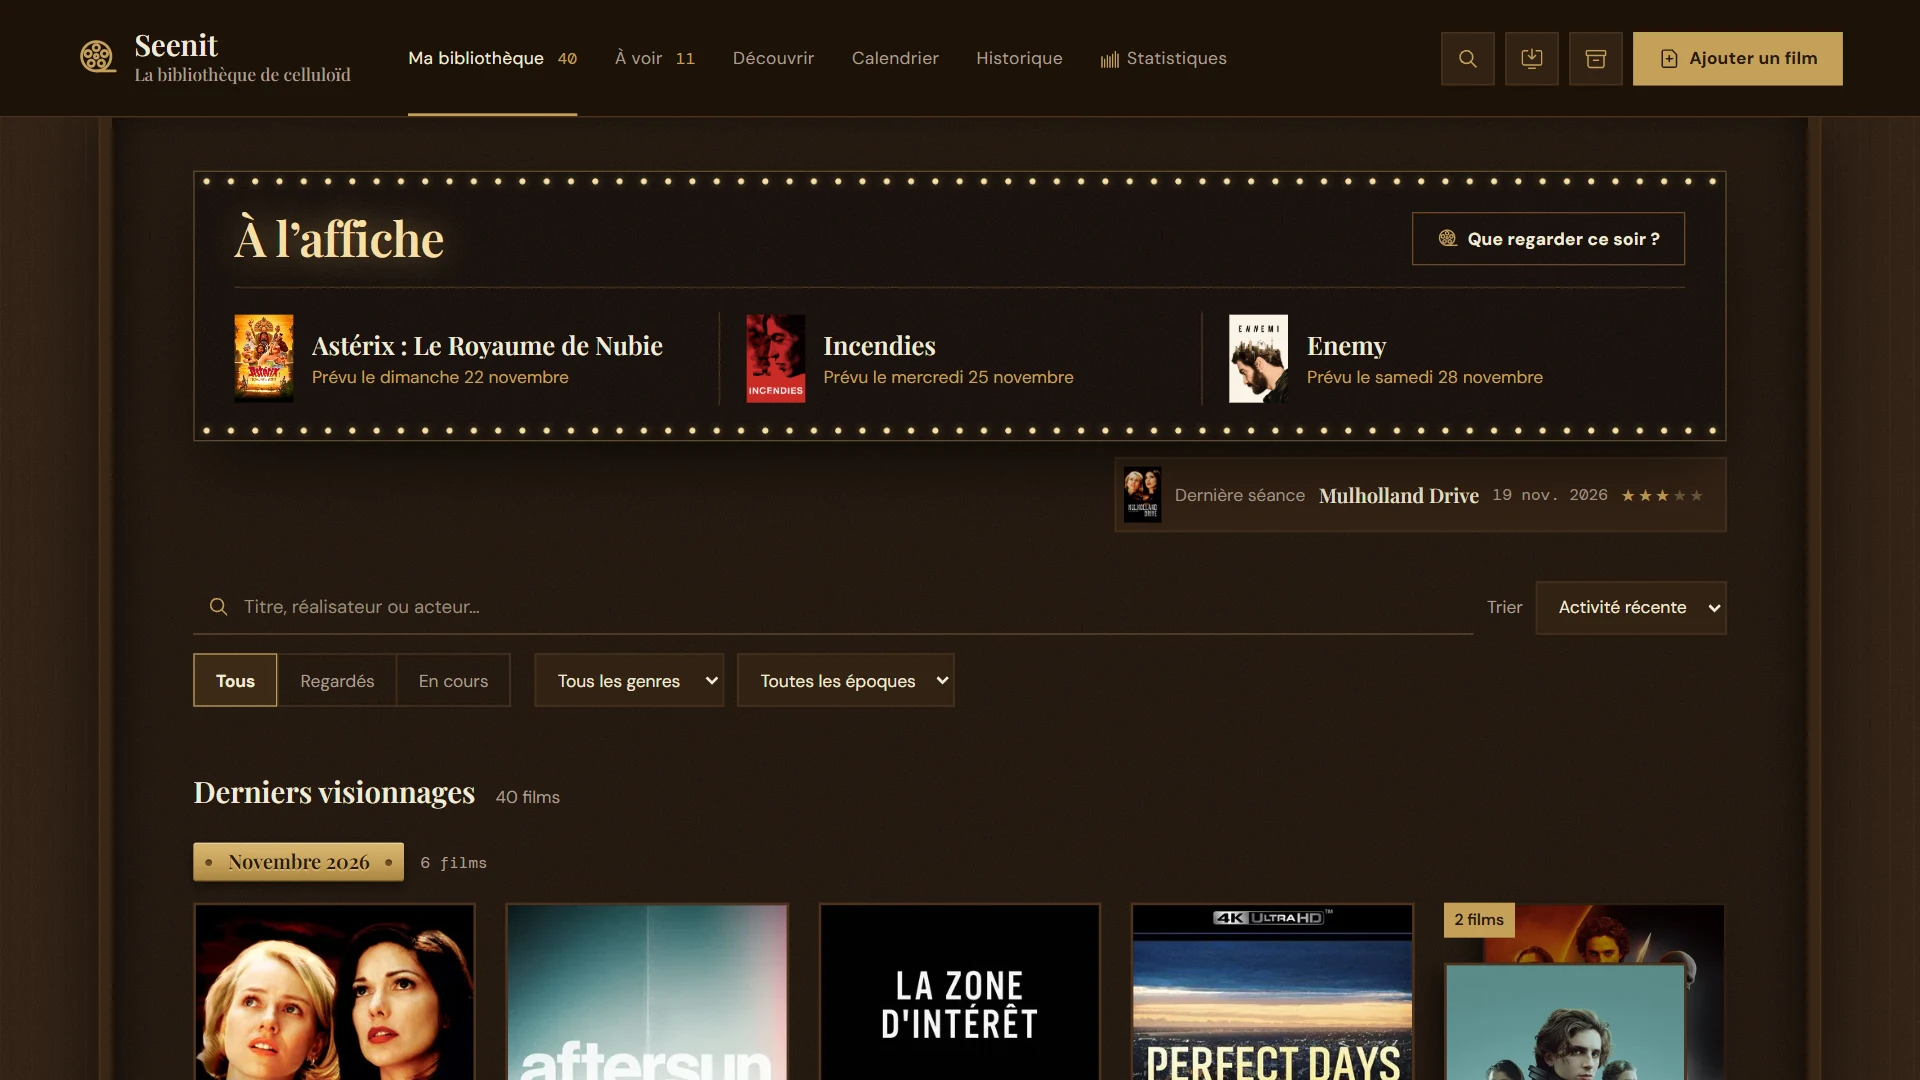 Seenit
La bibliothèque de celluloïd
Ma bibliothèque 40
À voir 11
Découvrir
Calendrier
Historique
Statistiques
Ajouter un film
À l’affiche
Que regarder ce soir ?
Astérix : Le Royaume de Nubie
Prévu le dimanche 22 novembre
INCENDIES
Incendies
Prévu le mercredi 25 novembre
ENNEMI
Enemy
Prévu le samedi 28 novembre
MULHOLLAND DRIVE
Dernière séance Mulholland Drive 19 nov. 2026
Titre, réalisateur ou acteur…
Trier
Activité récente
Tous
Regardés
En cours
Tous les genres
Toutes les époques
Derniers visionnages 40 films
Novembre 2026
6 films
aftersun
LA ZONE
D'INTÉRÊT
4K ULTRA HD™
PERFECT DAYS
2 films